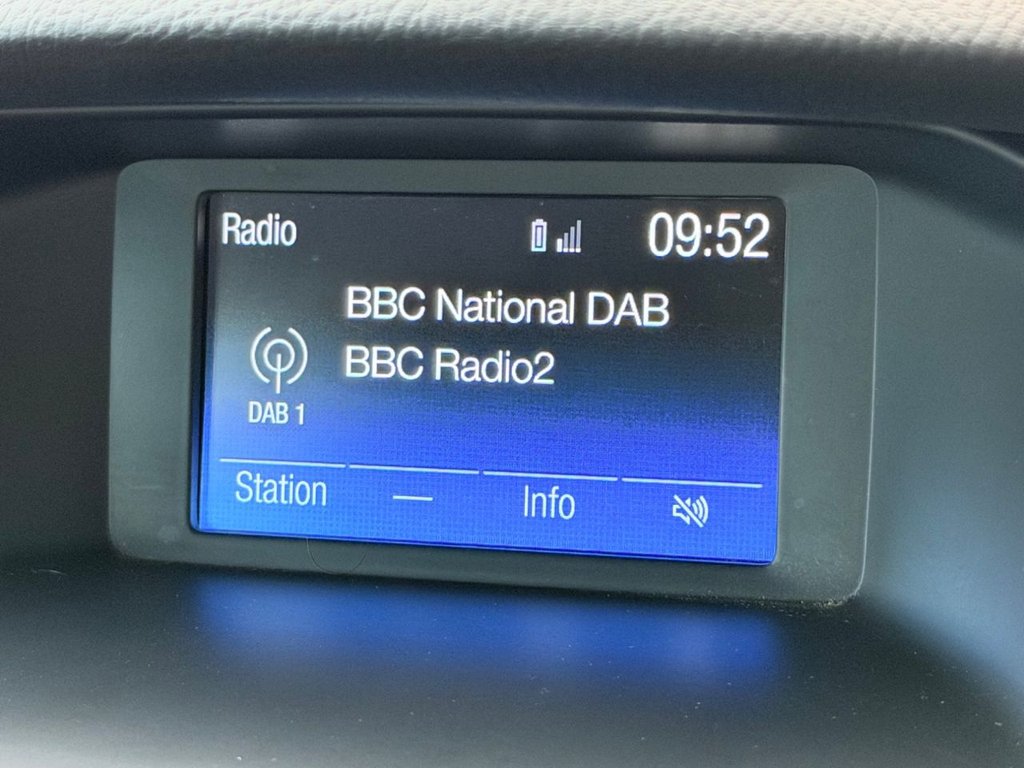 Radio 09:52
BBC National DAB
BBC Radio2
DAB 1
Station Info